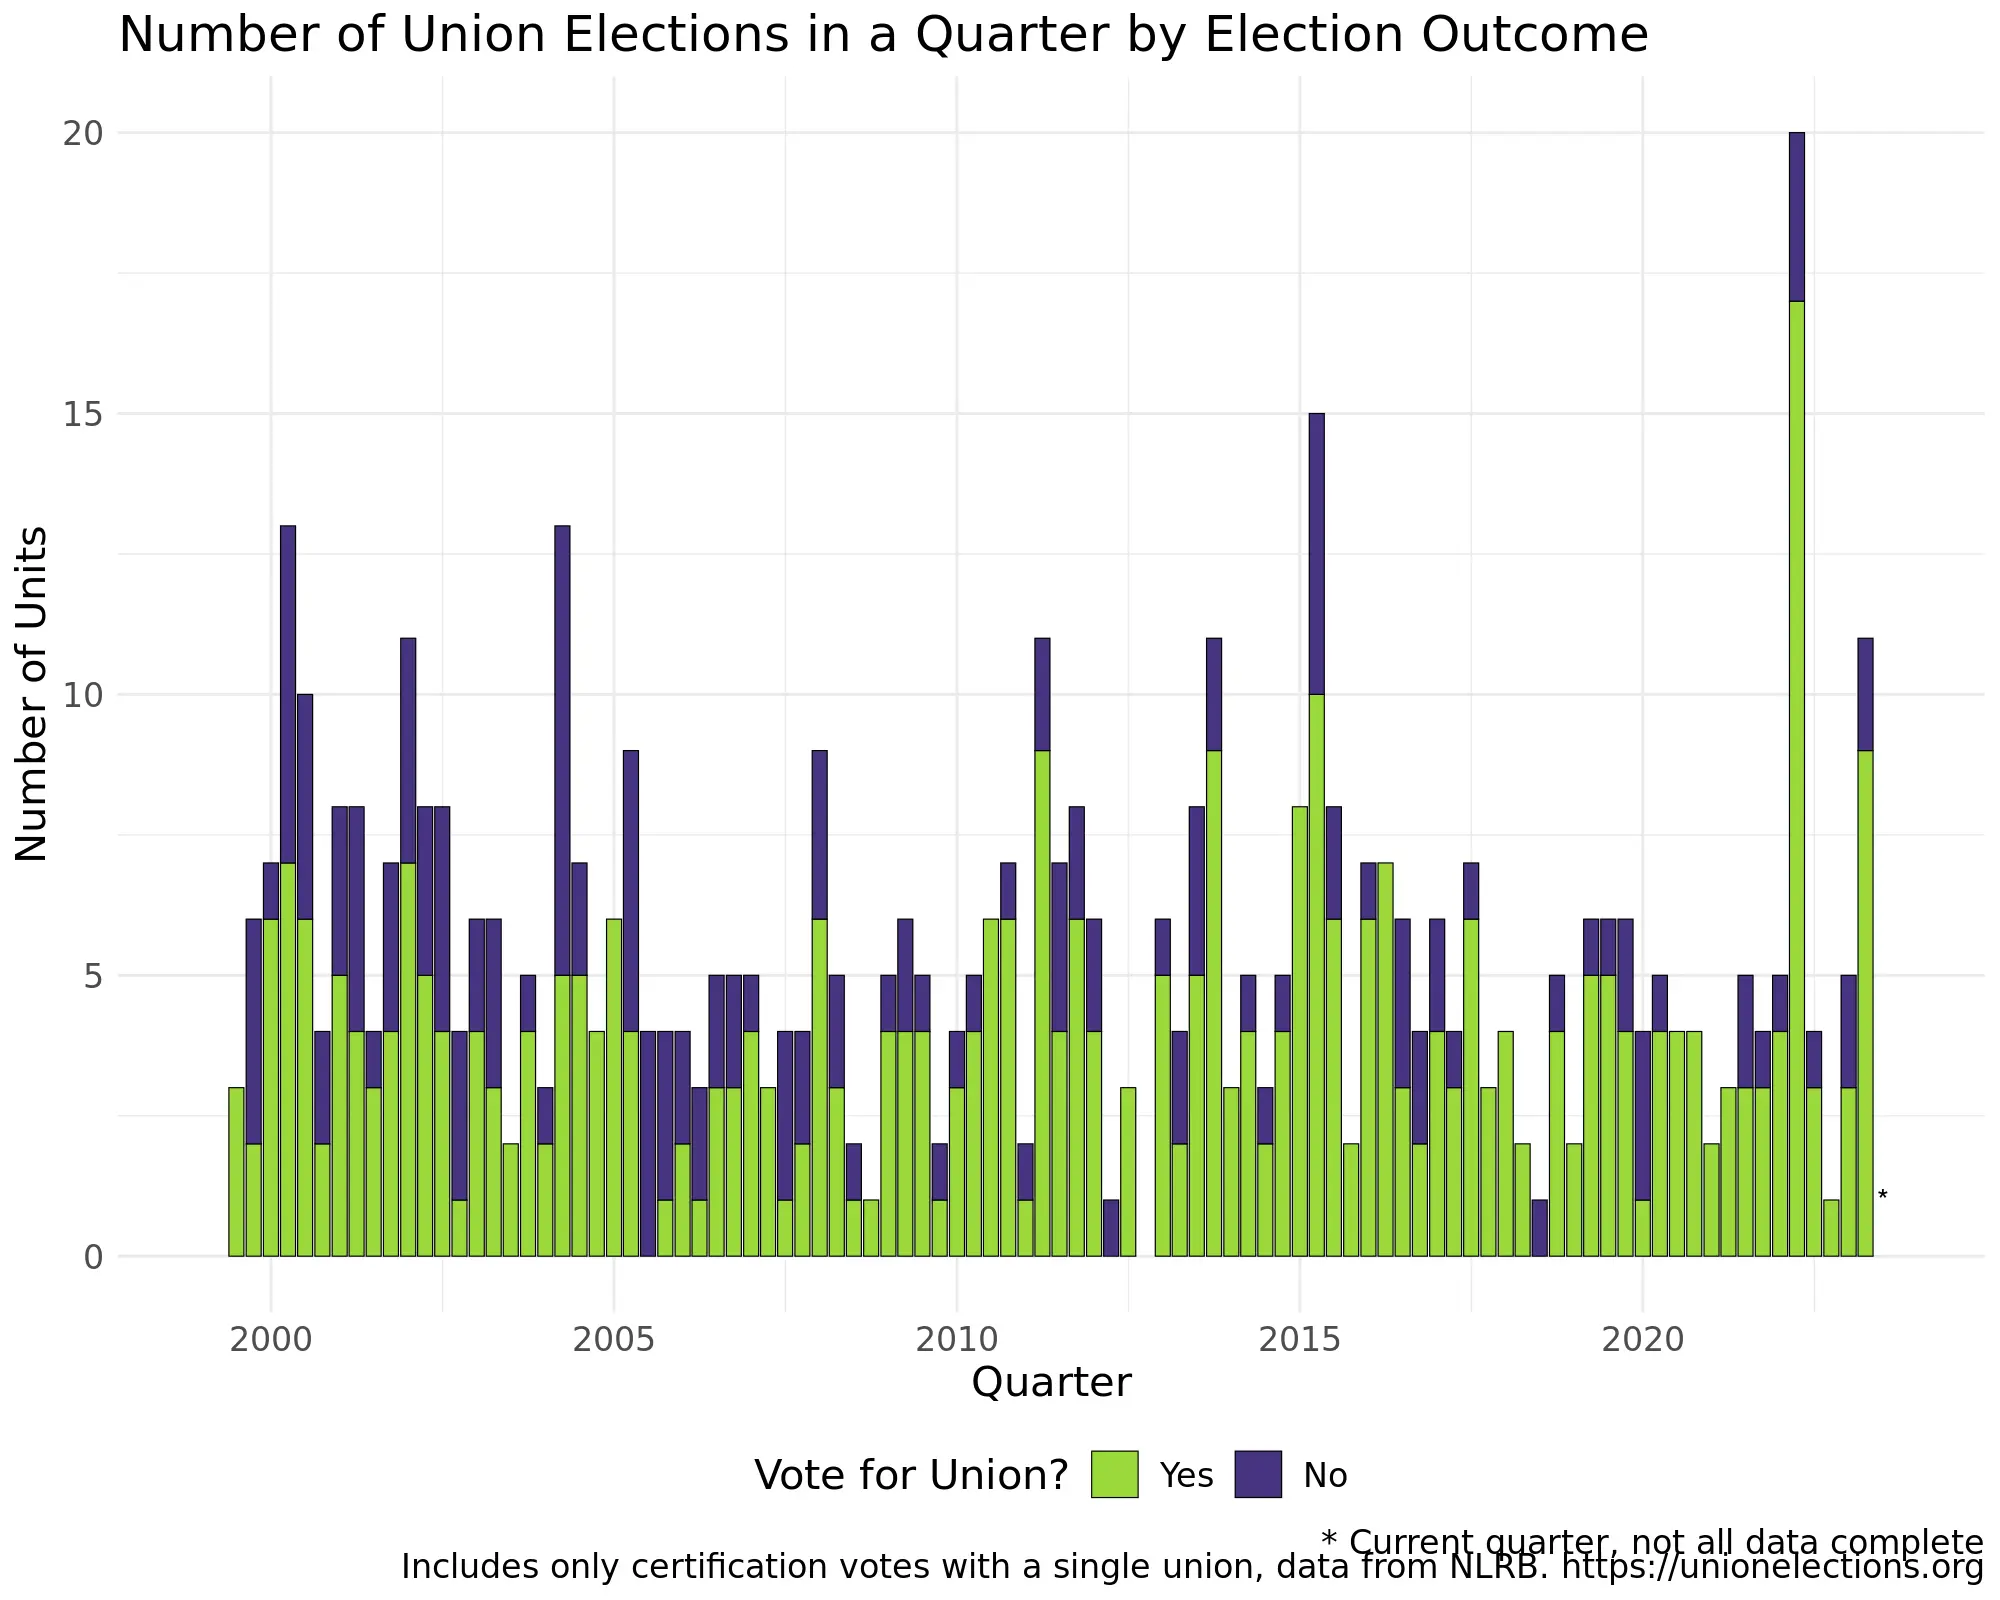 Number of Union Elections in a Quarter by Election Outcome
Number of Units
20
15
10
5
0
*
2000 2005 2010 2015 2020
Quarter
Vote for Union? Yes No
* Current quarter, not all data complete
Includes only certification votes with a single union, data from NLRB. https://unionelections.org